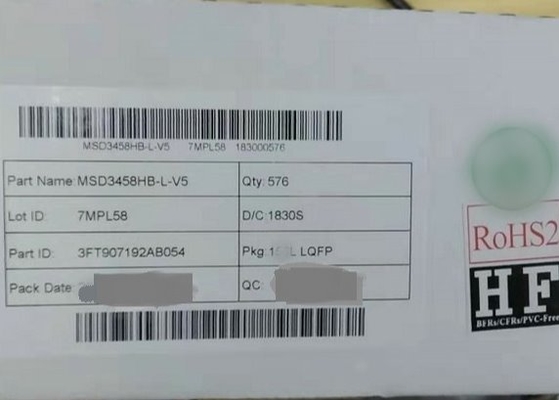 MSD3458HB-L-V5 7MPL58 183000576
Part Name: MSD3458HB-L-V5 Qty: 576
Lot ID: 7MPL58 D/C: 1830S
Part ID: 3FT907192AB054 Pkg: LQFP
Pack Date: QC:
RoHS2
HF
BFRs/CFRs/PVC-Free